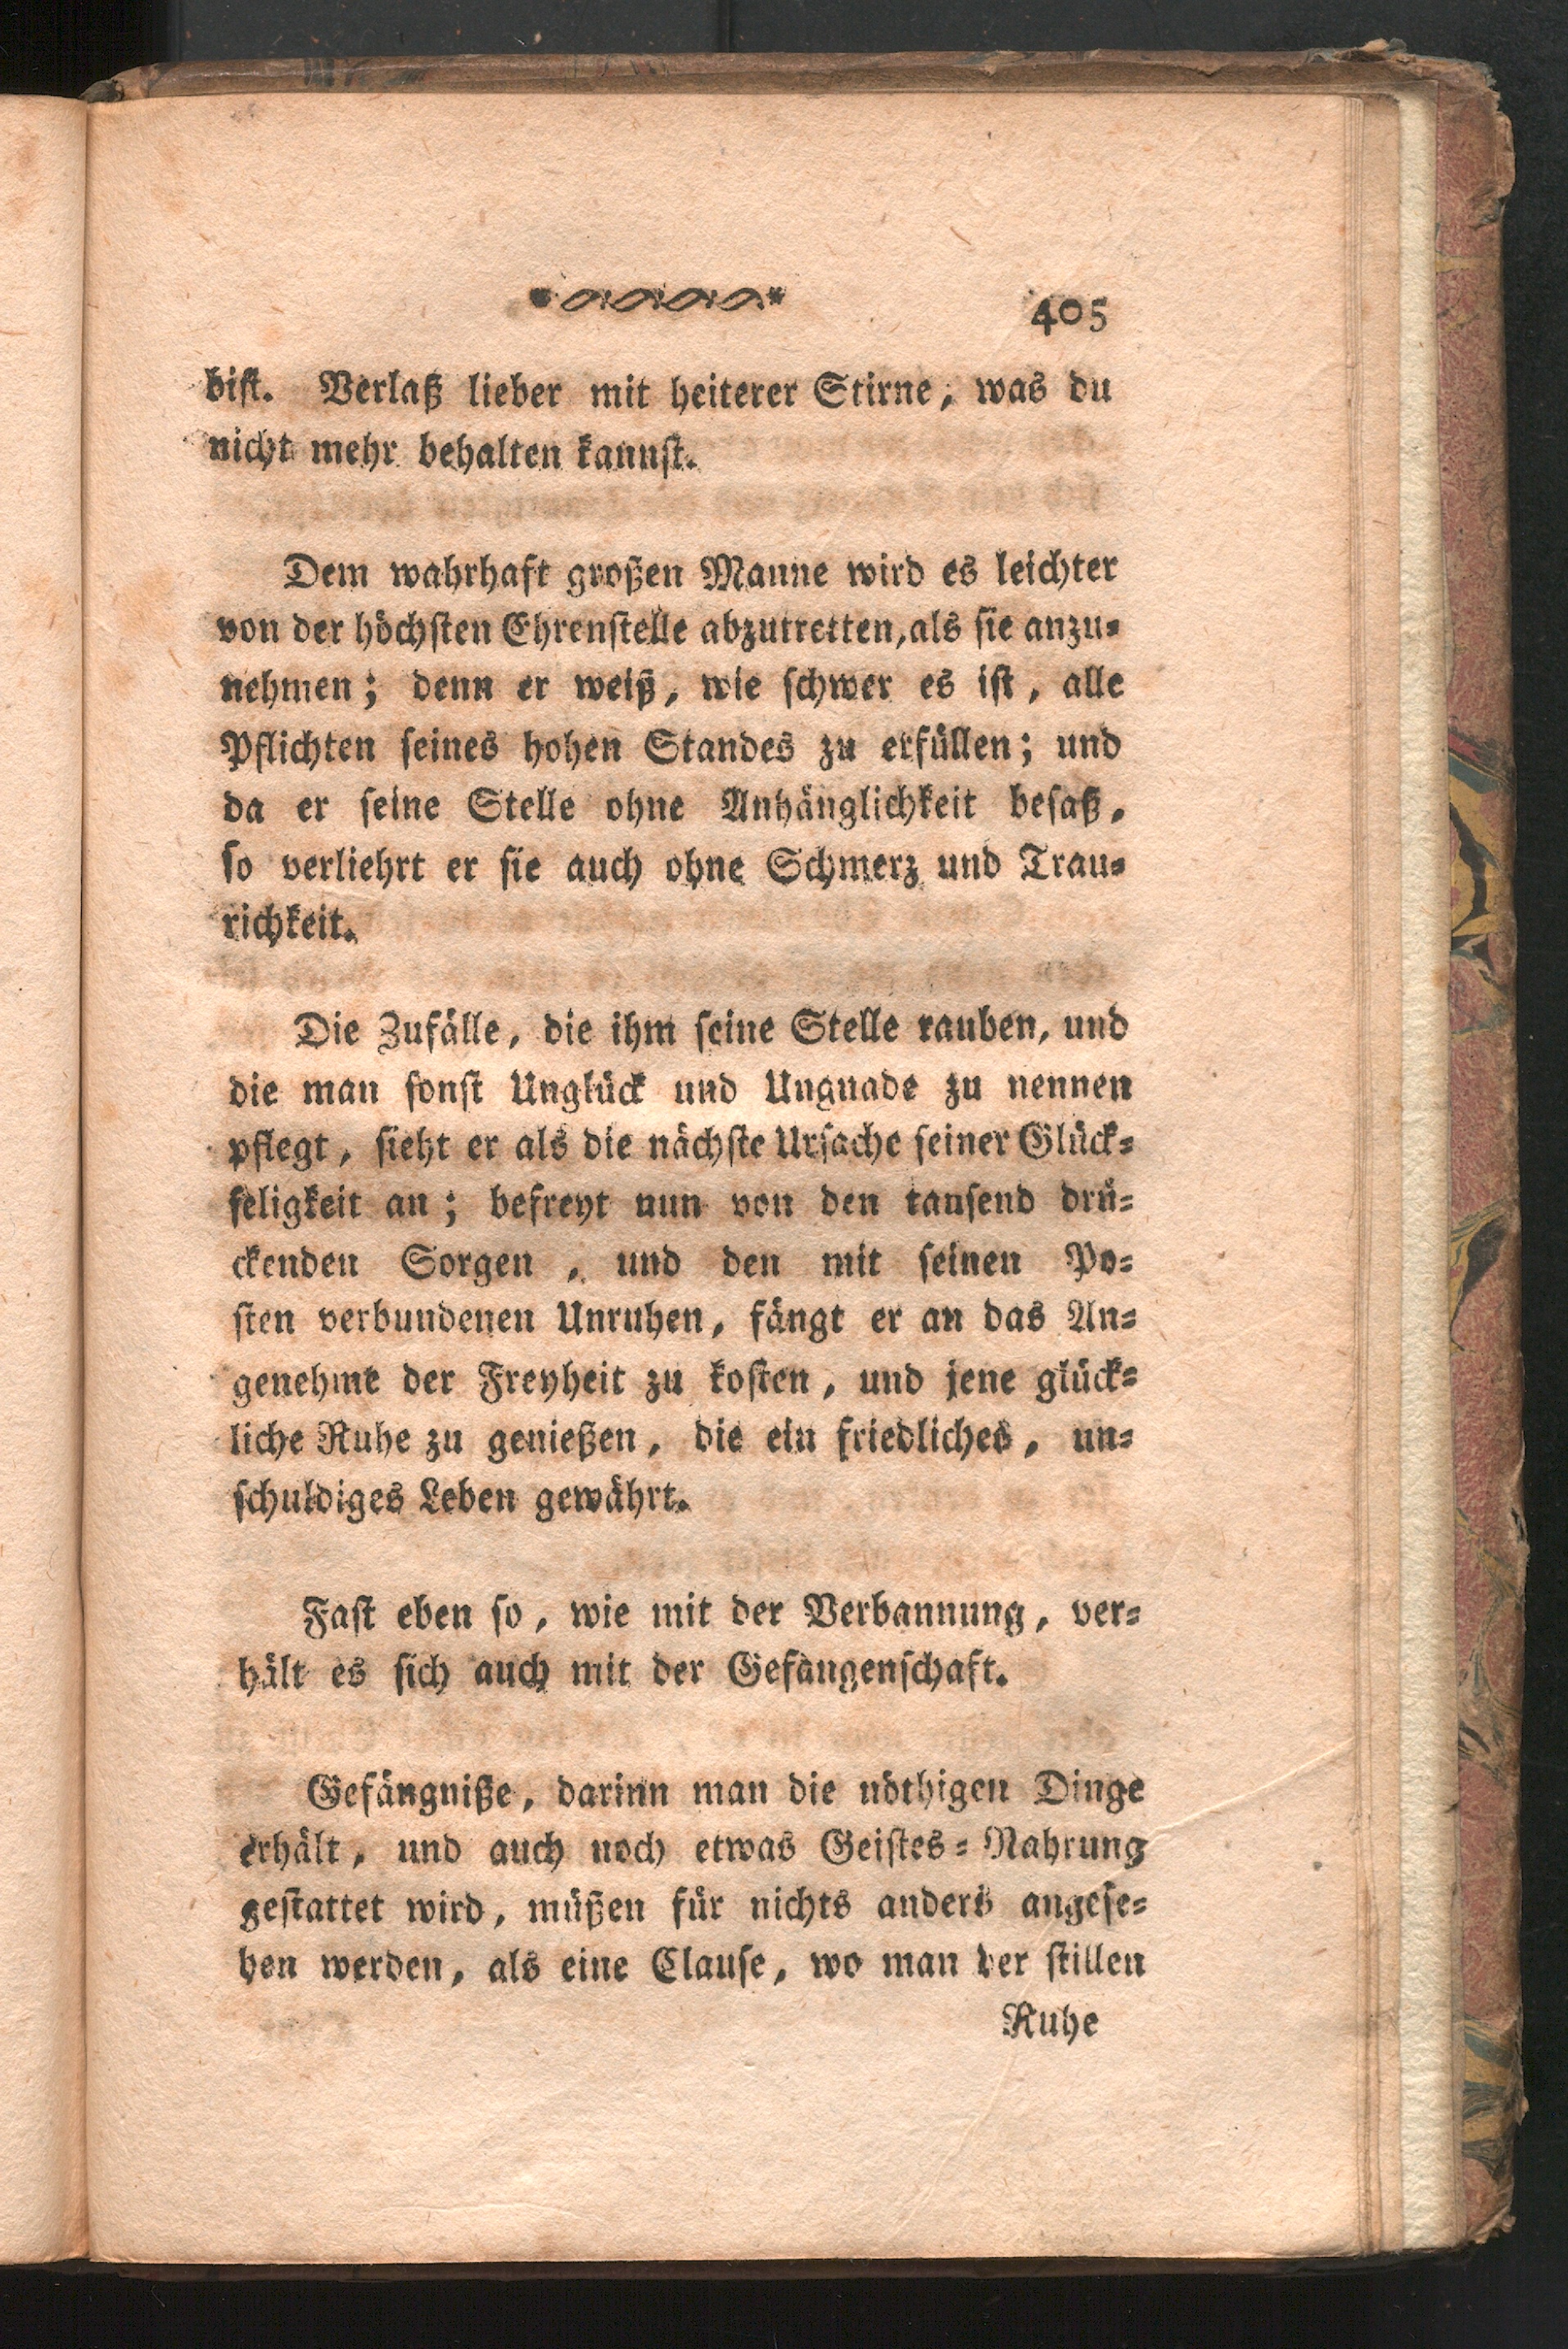 405
bist. Verlaß lieber mit heiterer Stirne, was du
nicht mehr behalten kannst.
Dem wahrhaft großen Manne wird es leichter
von der höchsten Ehrenstelle abzutretten, als sie anzu=
nehmen; denn er weiß, wie schwer es ist, alle
Pflichten seines hohen Standes zu erfüllen; und
da er seine Stelle ohne Anhänglichkeit besaß,
so verliehrt er sie auch ohne Schmerz und Trau=
richkeit.
Die Zufälle, die ihm seine Stelle rauben, und
die man sonst Unglück und Ungnade zu nennen
pflegt, sieht er als die nächste Ursache seiner Glück=
seligkeit an; befreyt nun von den tausend drü=
ckenden Sorgen, und den mit seinen Po=
sten verbundenen Unruhen, fängt er an das An=
genehme der Freyheit zu kosten, und jene glück=
liche Ruhe zu genießen, die ein friedliches, un=
schuldiges Leben gewährt.
Fast eben so, wie mit der Verbannung, ver=
hält es sich auch mit der Gefangenschaft.
Gefängniße, darinn man die nöthigen Dinge
erhält, und auch noch etwas Geistes=Nahrung
gestattet wird, müßen für nichts anders angese=
hen werden, als eine Clause, wo man der stillen
Ruhe